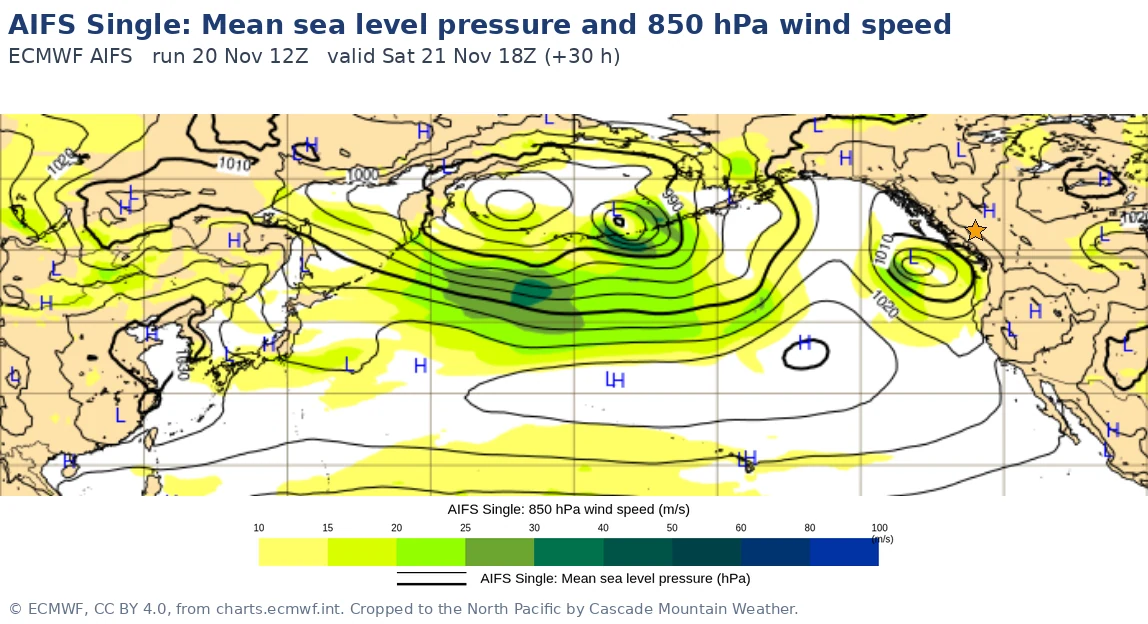 AIFS Single: Mean sea level pressure and 850 hPa wind speed
ECMWF AIFS run 20 Nov 12Z valid Sat 21 Nov 18Z (+30 h)
L
H
H
L
L
L
H
L
H
1020
1010
1000
L
H
990
L
L
H
L
H
H
1010
L
L
L
L
H
1020
H
H
L
H
L
H
H
L
L
1030
L
H
LH
L
H
L
H
L
H
LH
AIFS Single: 850 hPa wind speed (m/s)
10 15 20 25 30 40 50 60 80 100
(m/s)
AIFS Single: Mean sea level pressure (hPa)
© ECMWF, CC BY 4.0, from charts.ecmwf.int. Cropped to the North Pacific by Cascade Mountain Weather.